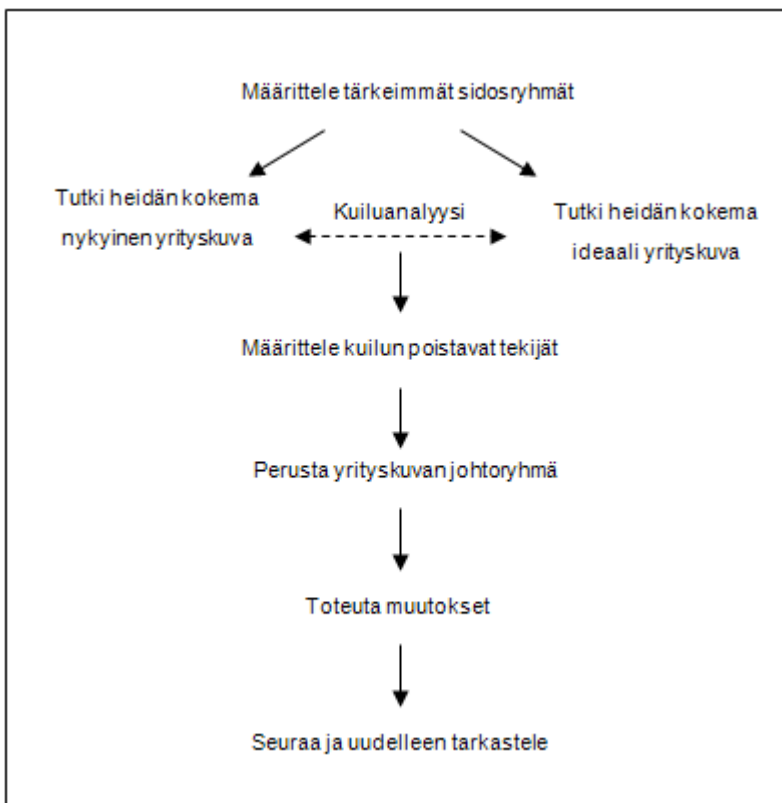 Määrittele tärkeimmät sidosryhmät
Tutki heidän kokema
nykyinen yrityskuva
Kuiluanalyysi
Tutki heidän kokema
ideaali yrityskuva
Määrittele kuilun poistavat tekijät
Perusta yrityskuvan johtoryhmä
Toteuta muutokset
Seuraa ja uudelleen tarkastele